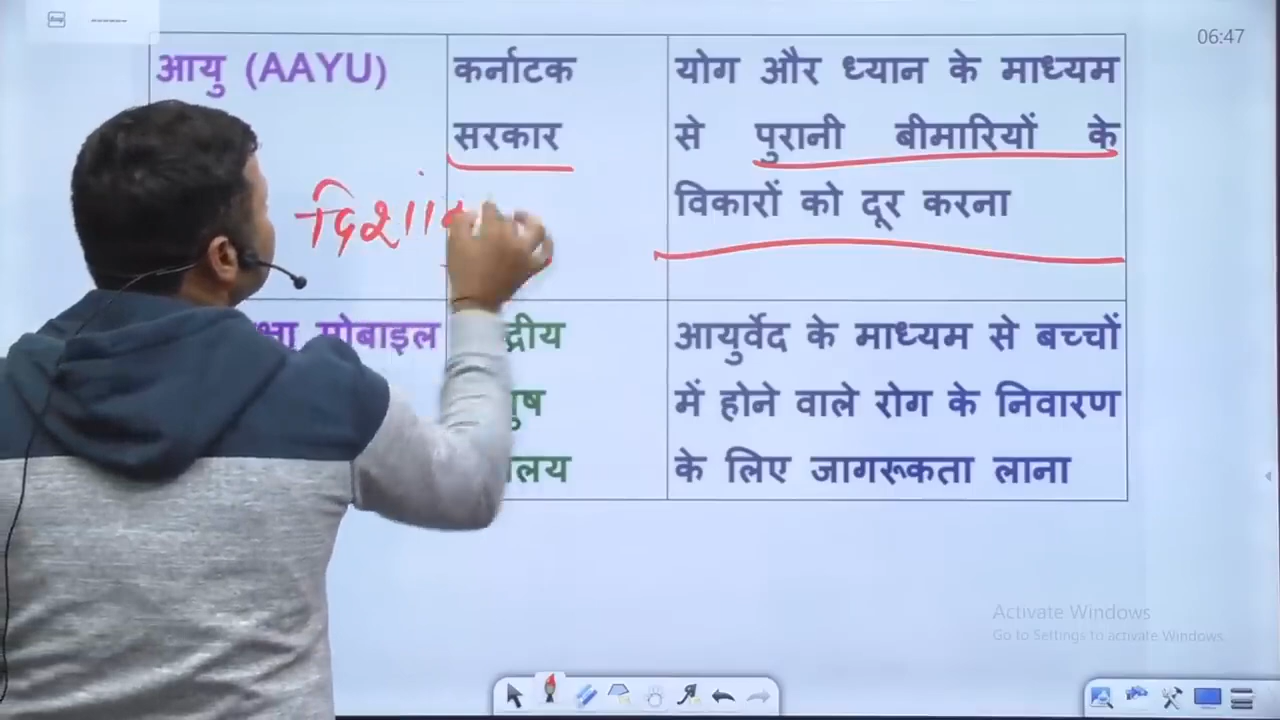 06:47
आयु (AAYU)
कर्नाटक
सरकार
योग और ध्यान के माध्यम
से पुरानी बीमारियों के
विकारों को दूर करना
मोबाइल
आयुर्वेद के माध्यम से बच्चों
में होने वाले रोग के निवारण
के लिए जागरूकता लाना
Activate Windows
Go to Settings to activate Windows.